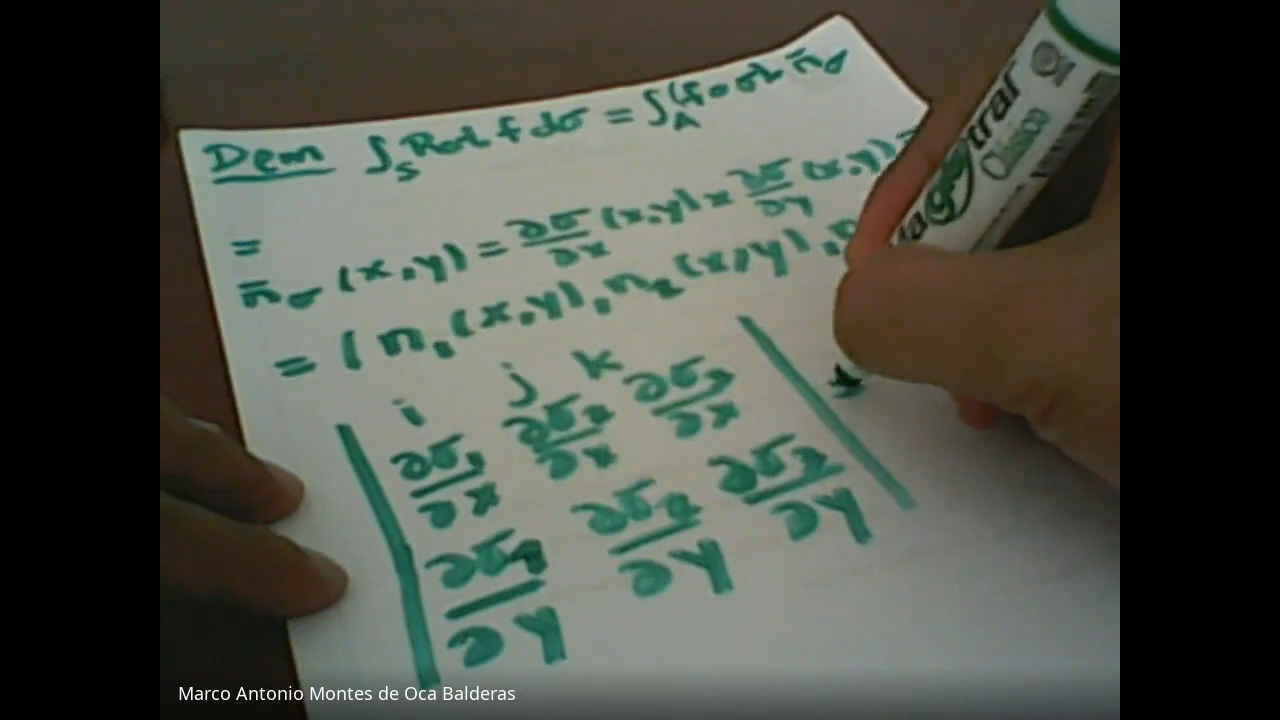 Dem ∫_S Rot f dσ = ∫_A (f∘σ)·n̄_σ
=
n̄_σ (x,y) = ∂σ/∂x (x,y) × ∂σ/∂y (x,y) =
= (n₁(x,y), n₂(x,y), n
i j k
∂σ₁/∂x ∂σ₂/∂x ∂σ₃/∂x
∂σ₁/∂y ∂σ₂/∂y ∂σ₃/∂y
Clásico
Marco Antonio Montes de Oca Balderas